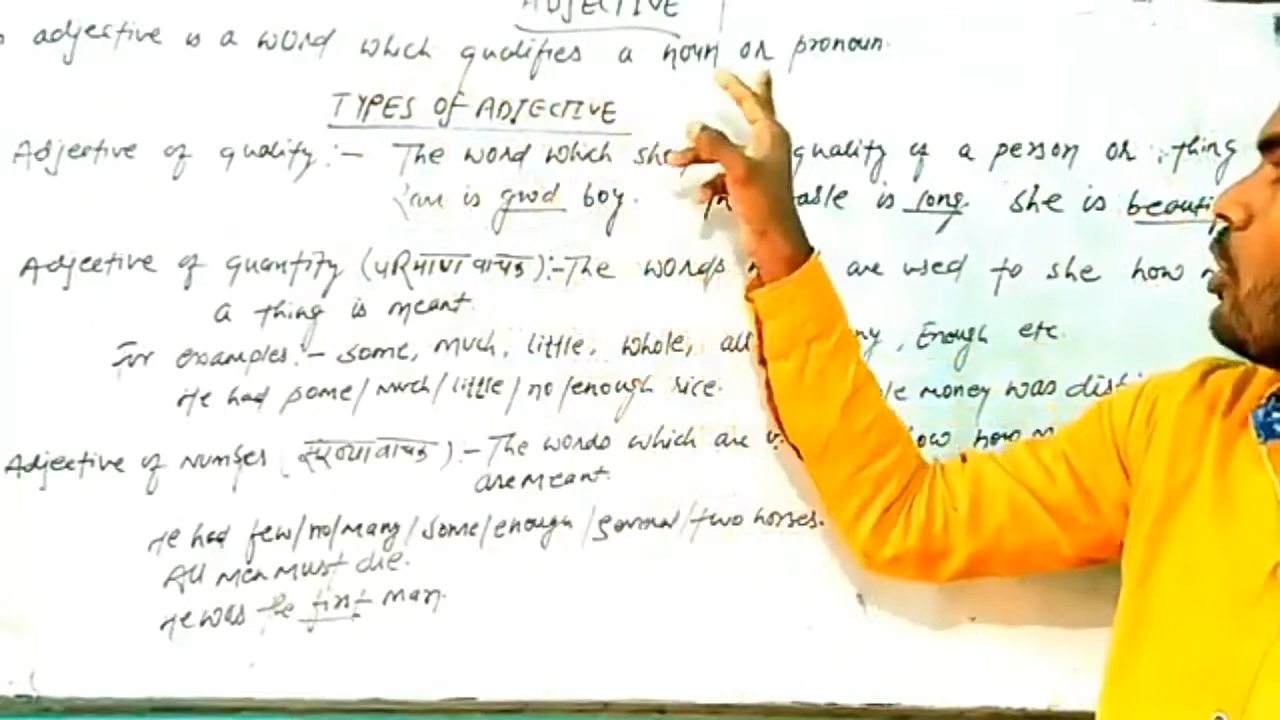 ADJECTIVE
adjective is a word which qualifies a noun or pronoun.
TYPES OF ADJECTIVE
Adjective of quality :- The word which quality of a person or thing
is good boy. is long. she is beauti
Adjective of quantity (परिमाण वाचक) :- The words are used to she how
a thing is meant.
For examples :- some, much, little, whole, all, Enough etc.
He had some/much/little/no/enough rice. money was dist
Adjective of Number (संख्यावाचक) :- The words which are how how
are meant.
He had few/no/many/some/enough/several/two horses.
All men must die.
He was the first man.